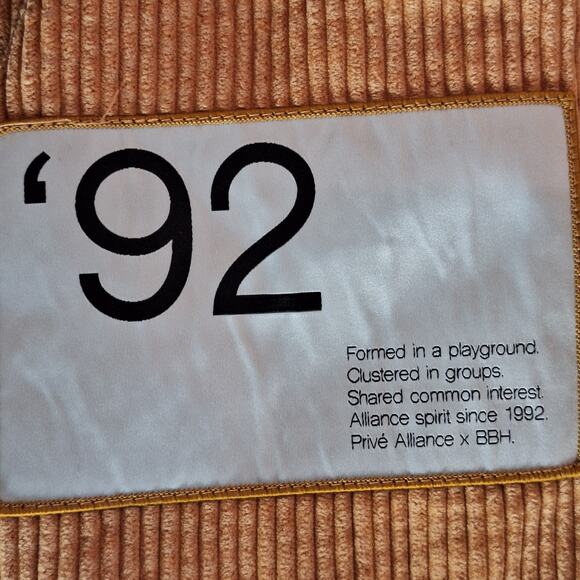 ‘92
Formed in a playground.
Clustered in groups.
Shared common interest.
Alliance spirit since 1992.
Privé Alliance x BBH.